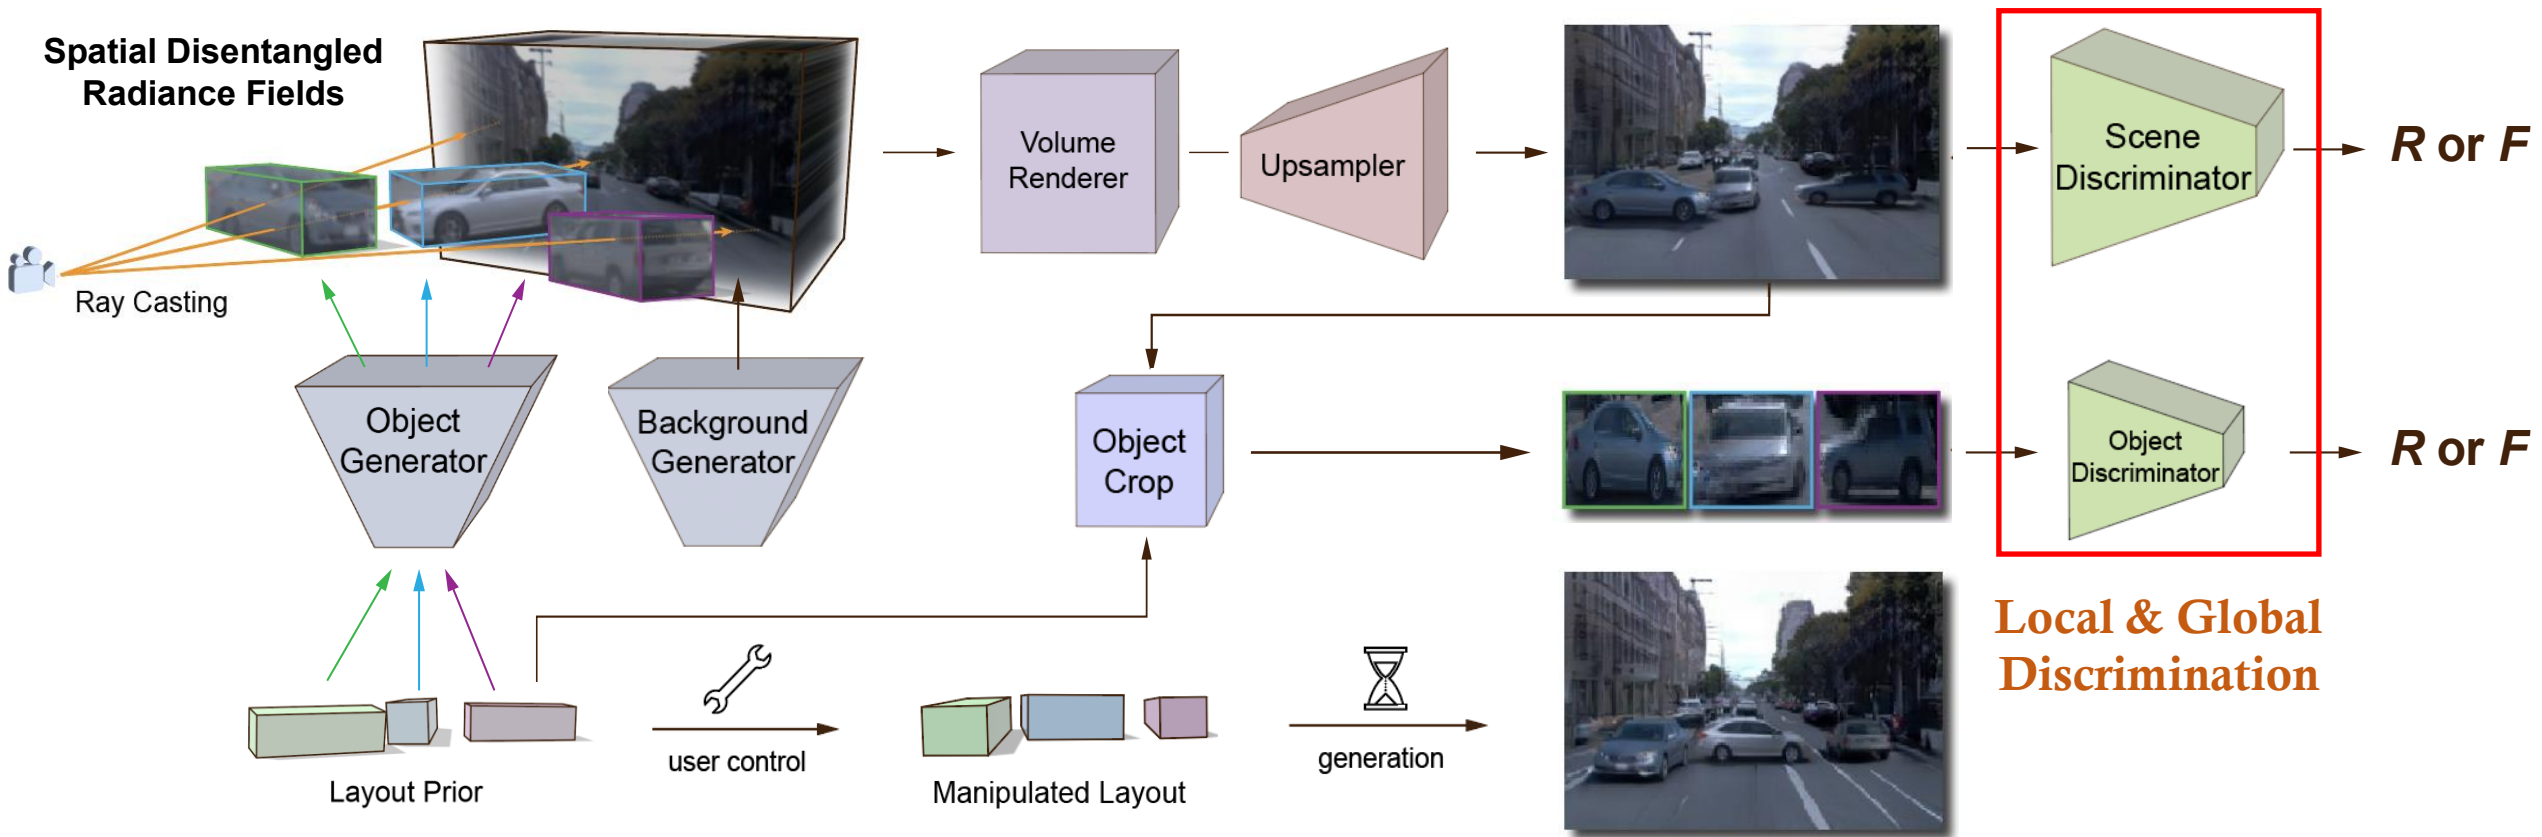 Spatial Disentangled
Radiance Fields
Ray Casting
Volume
Renderer
Upsampler
Scene
Discriminator
R or F
Object
Generator
Background
Generator
Object
Crop
Object
Discriminator
R or F
Local & Global
Discrimination
Layout Prior
user control
Manipulated Layout
generation